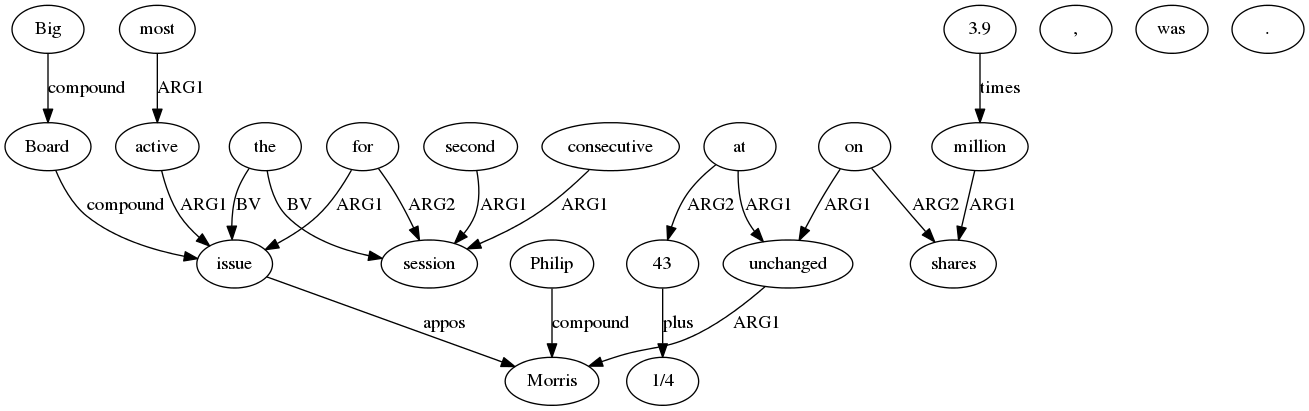 Big most 3.9 , was .
compound ARG1 times
Board active the for second consecutive at on million
compound ARG1 BV BV ARG1 ARG2 ARG1 ARG1 ARG2 ARG1 ARG1 ARG2 ARG1
issue session Philip 43 unchanged shares
appos compound plus ARG1
Morris 1/4